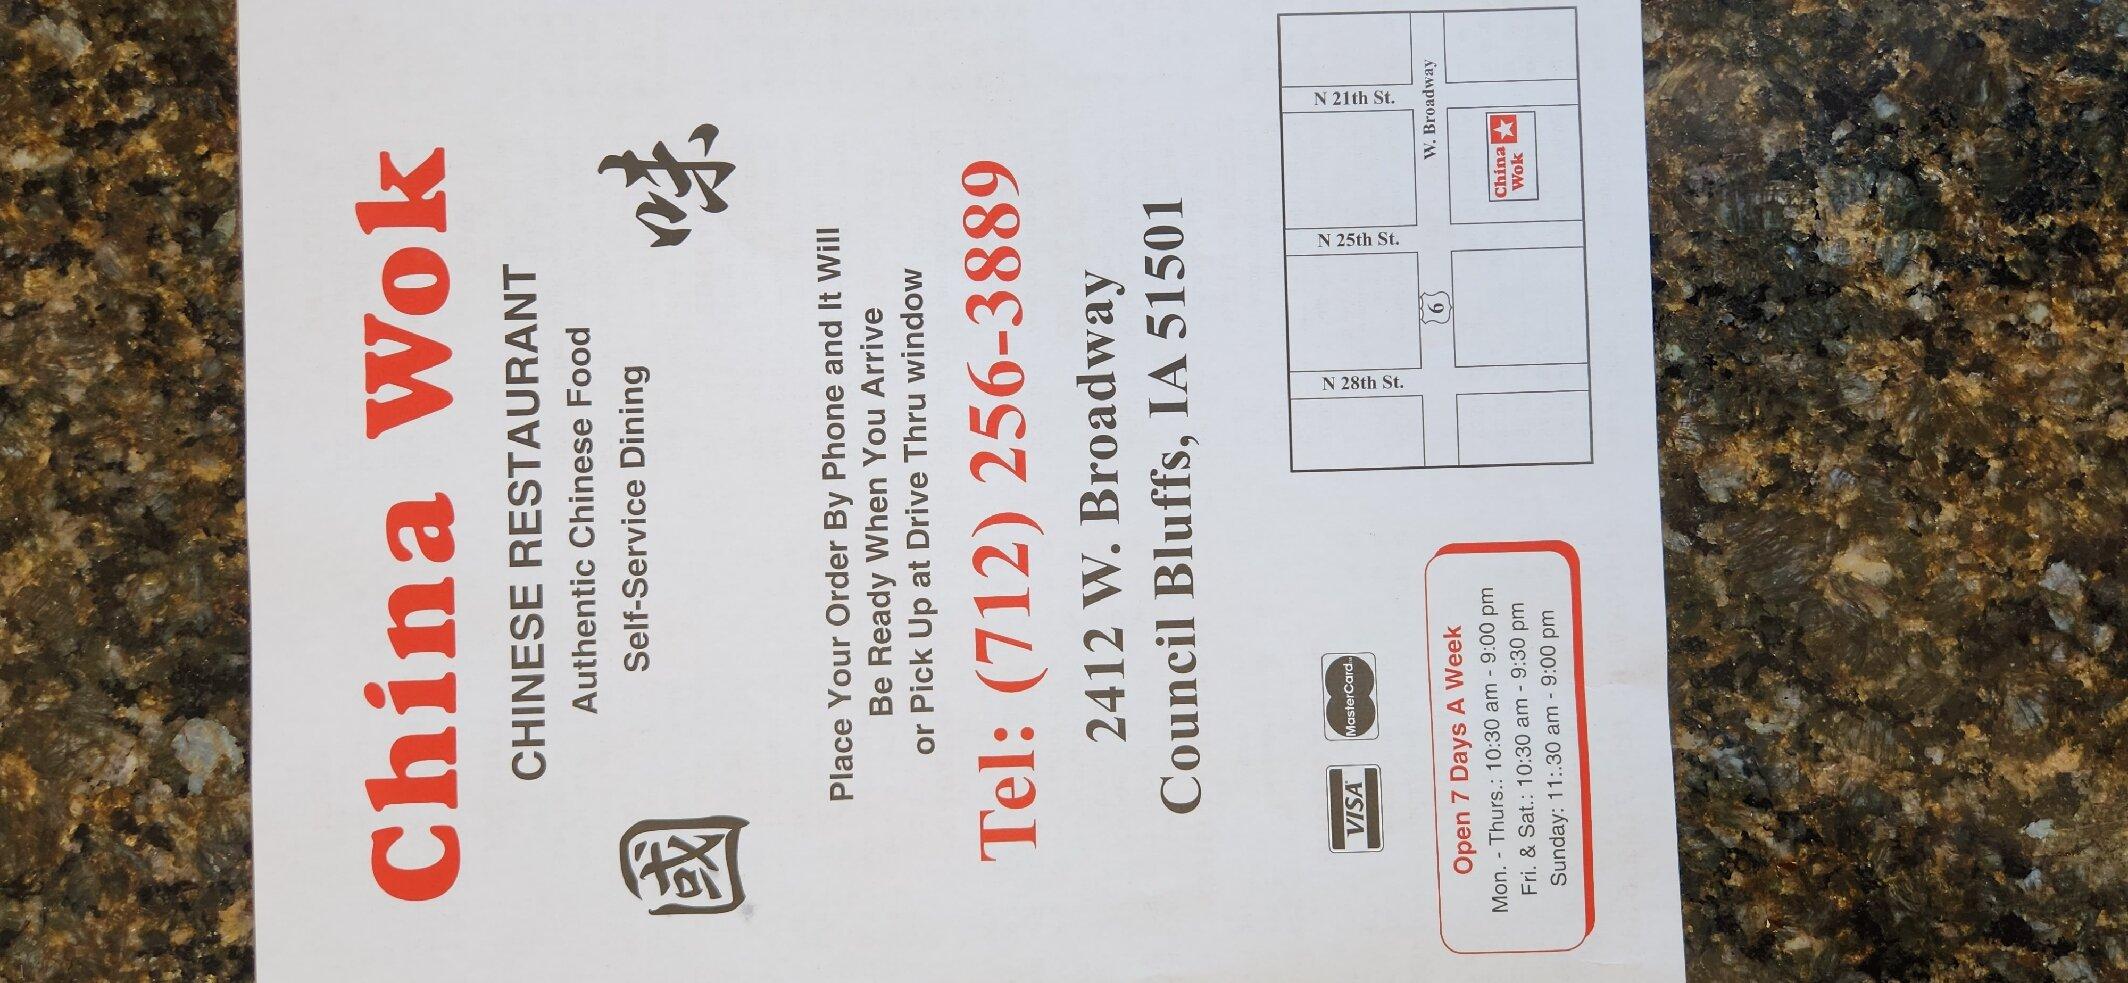 China Wok
CHINESE RESTAURANT
Authentic Chinese Food
Self-Service Dining
國 味
Place Your Order By Phone and It Will
Be Ready When You Arrive
or Pick Up at Drive Thru window
Tel: (712) 256-3889
2412 W. Broadway
Council Bluffs, IA 51501
VISA
MasterCard
Open 7 Days A Week
Mon. - Thurs.: 10:30 am - 9:00 pm
Fri. & Sat.: 10:30 am - 9:30 pm
Sunday: 11:.30 am - 9:00 pm
N 28th St.
N 25th St.
N 21th St.
6
W. Broadway
China
Wok